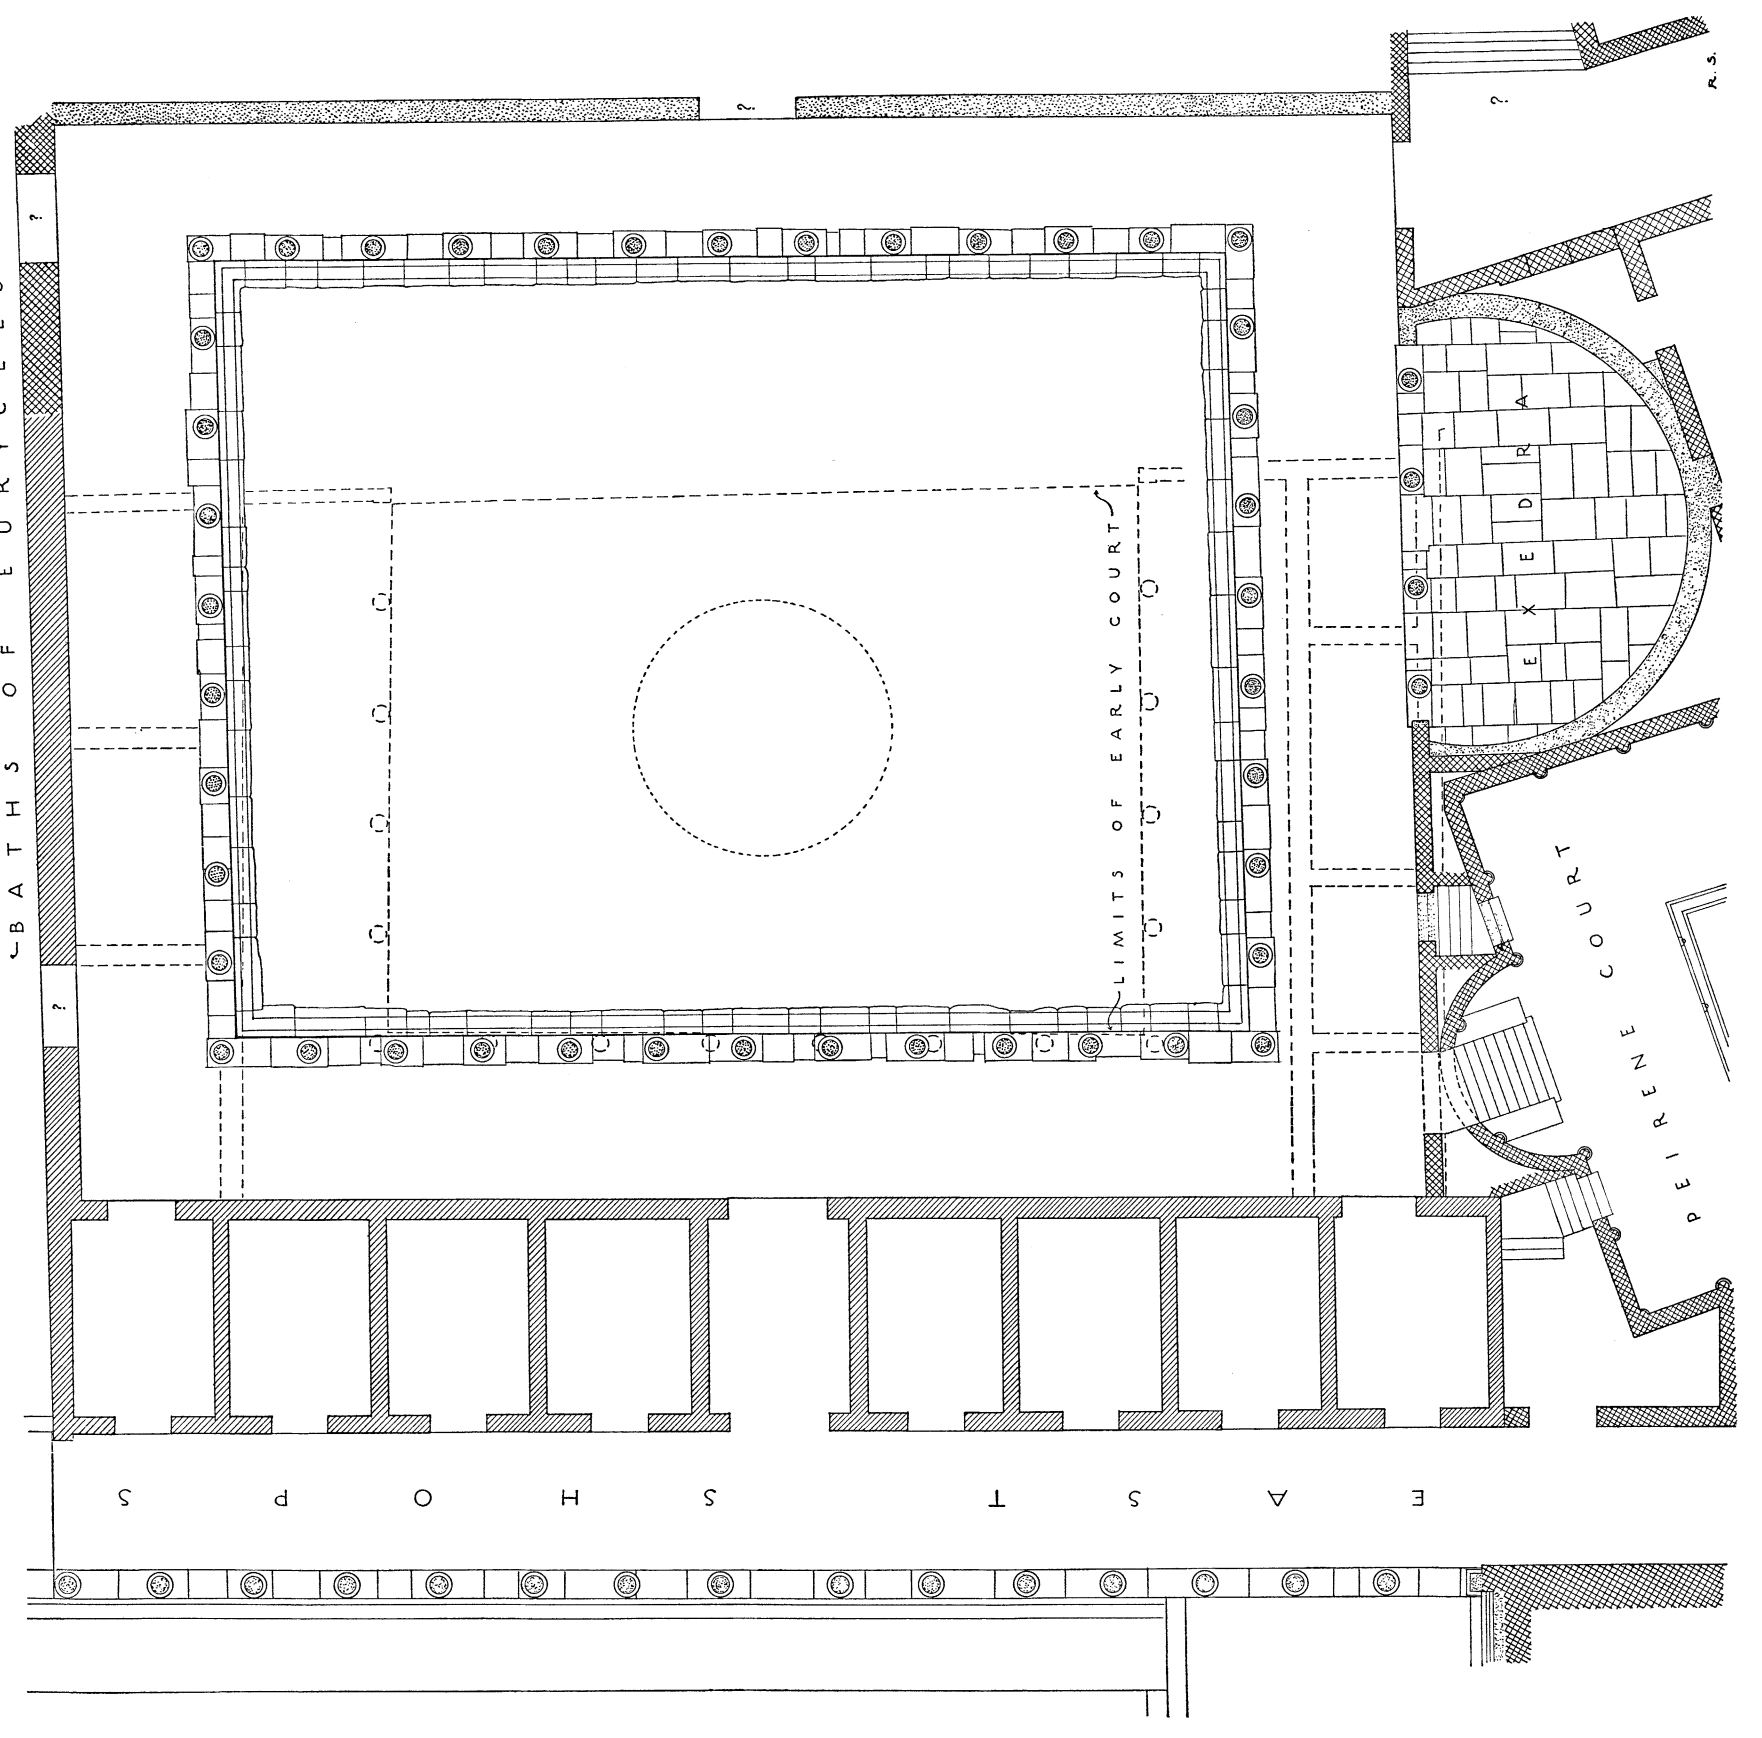 ← BATHS OF EURYCLES
?
?
?
?
R. S.
EXEDRA
← LIMITS OF EARLY COURT →
PEIRENE COURT
EAST SHOPS